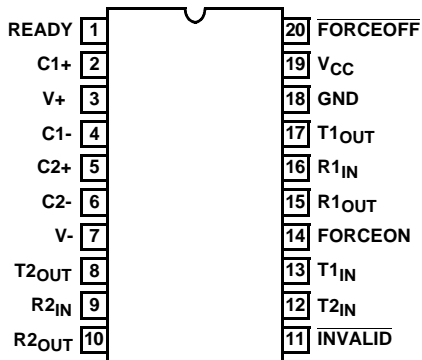 READY 1 20 FORCEOFF
C1+ 2 19 VCC
V+ 3 18 GND
C1- 4 17 T1OUT
C2+ 5 16 R1IN
C2- 6 15 R1OUT
V- 7 14 FORCEON
T2OUT 8 13 T1IN
R2IN 9 12 T2IN
R2OUT 10 11 INVALID